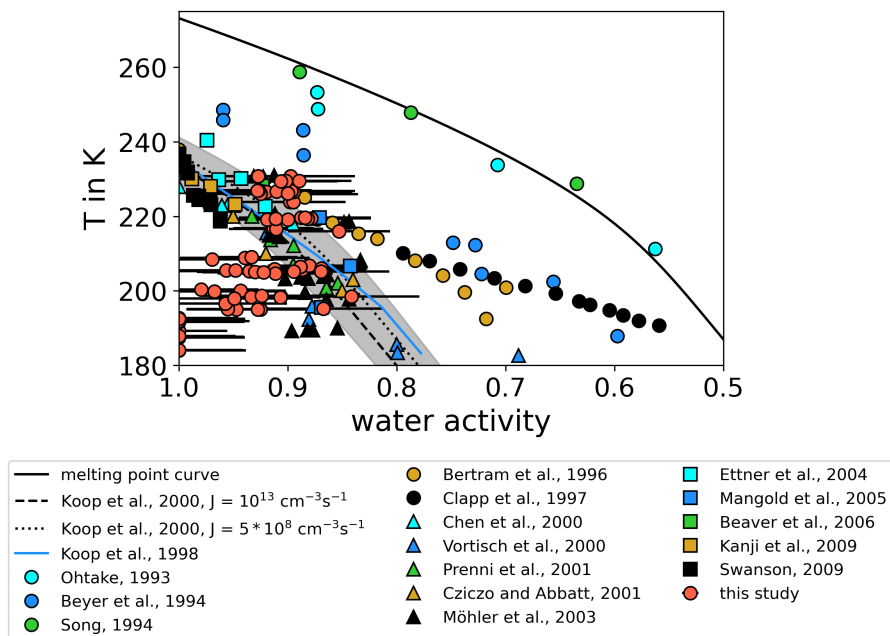 T in K
260
240
220
200
180
1.0 0.9 0.8 0.7 0.6 0.5
water activity
melting point curve
Koop et al., 2000, J = 10¹³ cm⁻³s⁻¹
Koop et al., 2000, J = 5 * 10⁸ cm⁻³s⁻¹
Koop et al., 1998
Ohtake, 1993
Beyer et al., 1994
Song, 1994
Bertram et al., 1996
Clapp et al., 1997
Chen et al., 2000
Vortisch et al., 2000
Prenni et al., 2001
Cziczo and Abbatt, 2001
Möhler et al., 2003
Ettner et al., 2004
Mangold et al., 2005
Beaver et al., 2006
Kanji et al., 2009
Swanson, 2009
this study